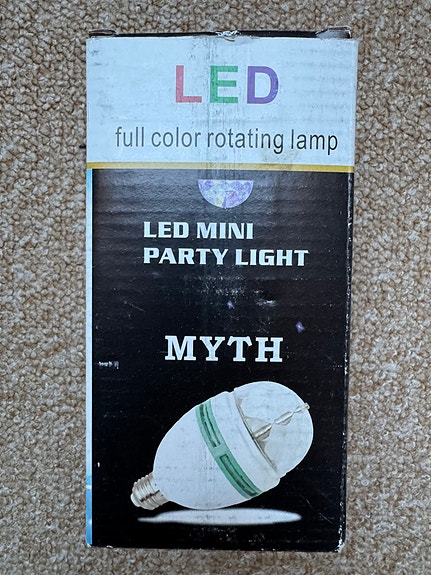 LED
full color rotating lamp
LED MINI
PARTY LIGHT
MYTH